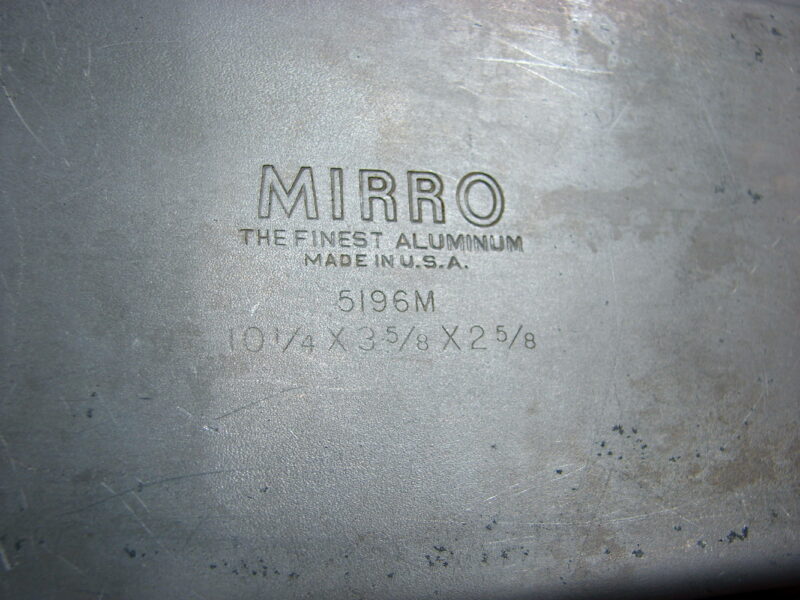 MIRRO
THE FINEST ALUMINUM
MADE IN U.S.A.
5196M
10 1/4 X 3 5/8 X 2 5/8